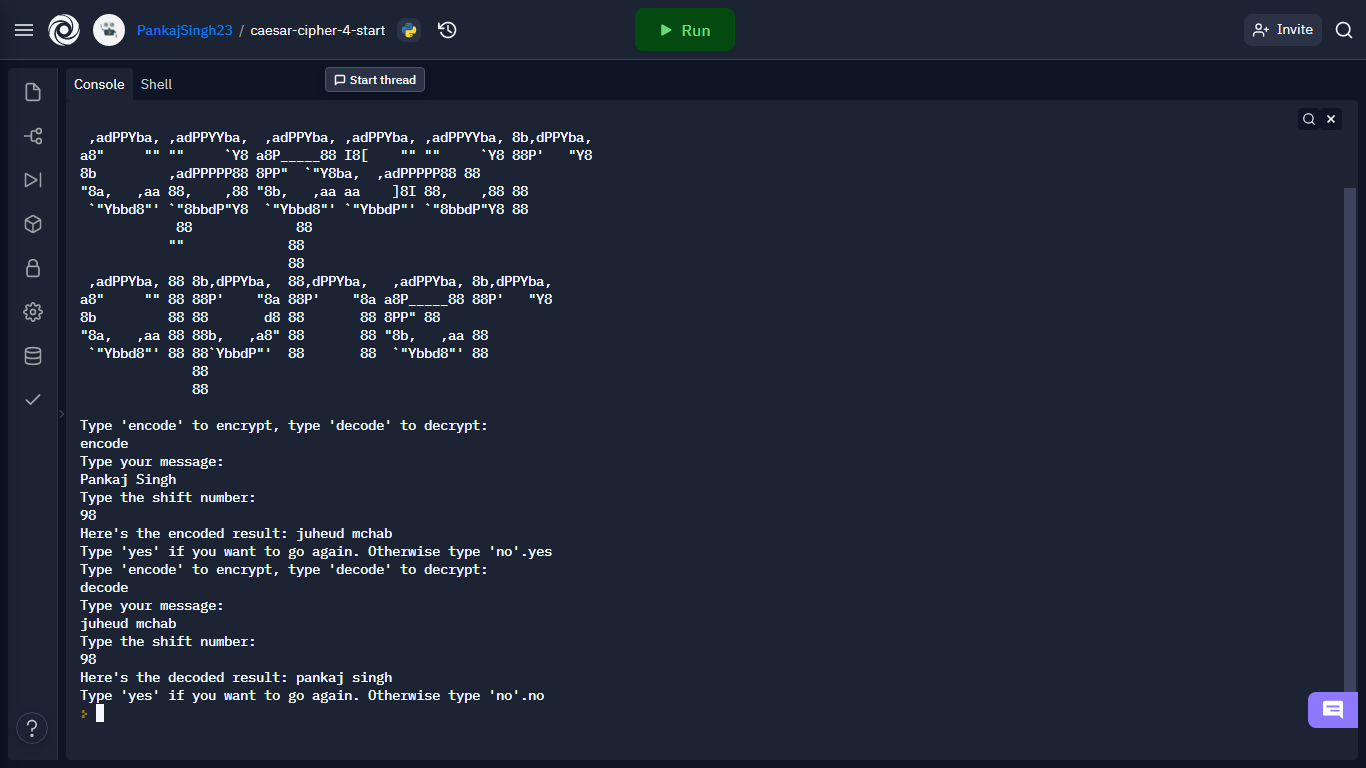 PankajSingh23 / caesar-cipher-4-start
Run
Invite
Console
Shell
Start thread
 ,adPPYba, ,adPPYYba,  ,adPPYba, ,adPPYba, ,adPPYYba, 8b,dPPYba,
a8"     "" ""     `Y8 a8P_____88 I8[    "" ""     `Y8 88P'   "Y8
8b         ,adPPPPP88 8PP"  `"Y8ba,  ,adPPPPP88 88
"8a,   ,aa 88,    ,88 "8b,   ,aa aa    ]8I 88,    ,88 88
 `"Ybbd8"' `"8bbdP"Y8  `"Ybbd8"' `"YbbdP"' `"8bbdP"Y8 88
            88             88
           ""             88
                          88
 ,adPPYba, 88 8b,dPPYba,  88,dPPYba,   ,adPPYba, 8b,dPPYba,
a8"     "" 88 88P'    "8a 88P'    "8a a8P_____88 88P'   "Y8
8b         88 88       d8 88       88 8PP" 88
"8a,   ,aa 88 88b,   ,a8" 88       88 "8b,   ,aa 88
 `"Ybbd8"' 88 88`YbbdP"'  88       88  `"Ybbd8"' 88
              88
              88
Type 'encode' to encrypt, type 'decode' to decrypt:
encode
Type your message:
Pankaj Singh
Type the shift number:
98
Here's the encoded result: juheud mchab
Type 'yes' if you want to go again. Otherwise type 'no'.yes
Type 'encode' to encrypt, type 'decode' to decrypt:
decode
Type your message:
juheud mchab
Type the shift number:
98
Here's the decoded result: pankaj singh
Type 'yes' if you want to go again. Otherwise type 'no'.no
?